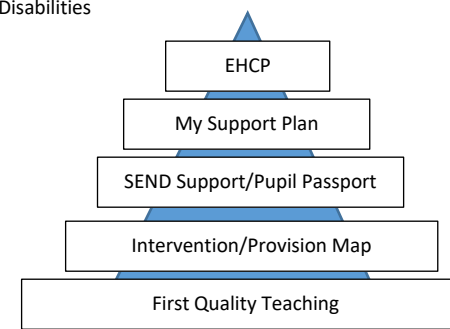 Disabilities
EHCP
My Support Plan
SEND Support/Pupil Passport
Intervention/Provision Map
First Quality Teaching